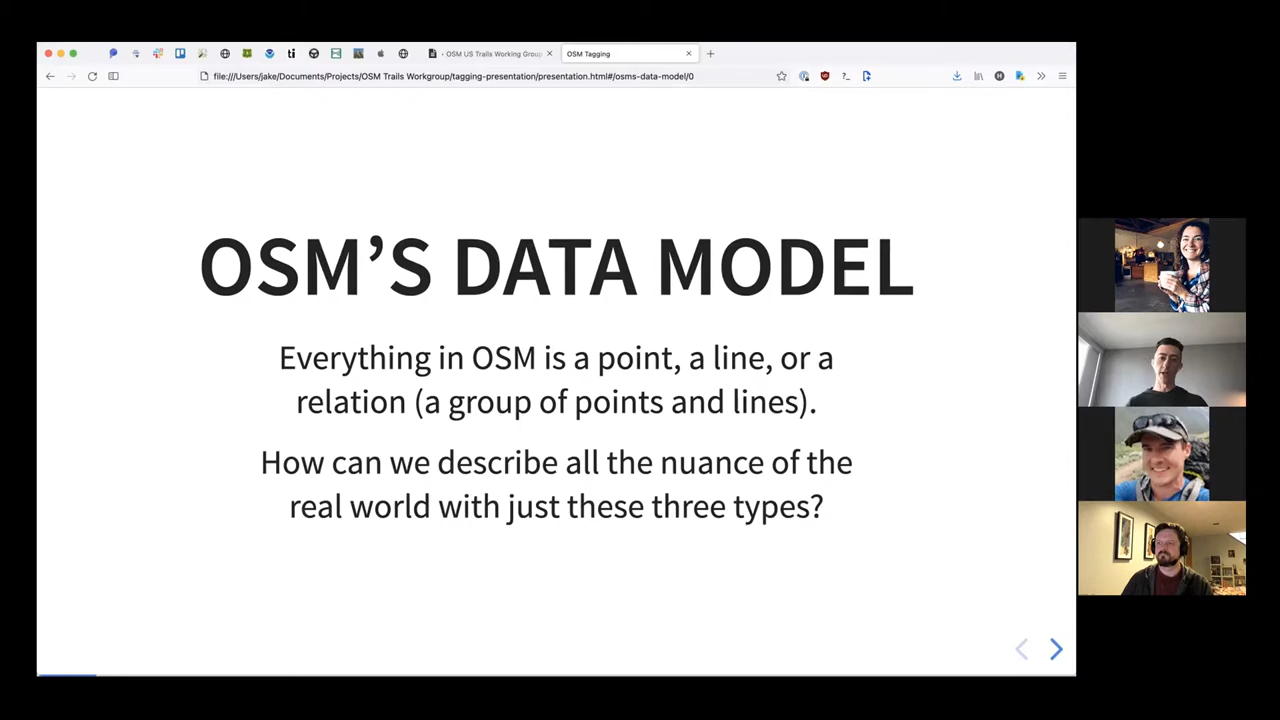 OSM US Trails Working Group
OSM Tagging
file:///Users/jake/Documents/Projects/OSM Trails Workgroup/tagging-presentation/presentation.html#/osms-data-model/0
OSM’S DATA MODEL
Everything in OSM is a point, a line, or a
relation (a group of points and lines).
How can we describe all the nuance of the
real world with just these three types?